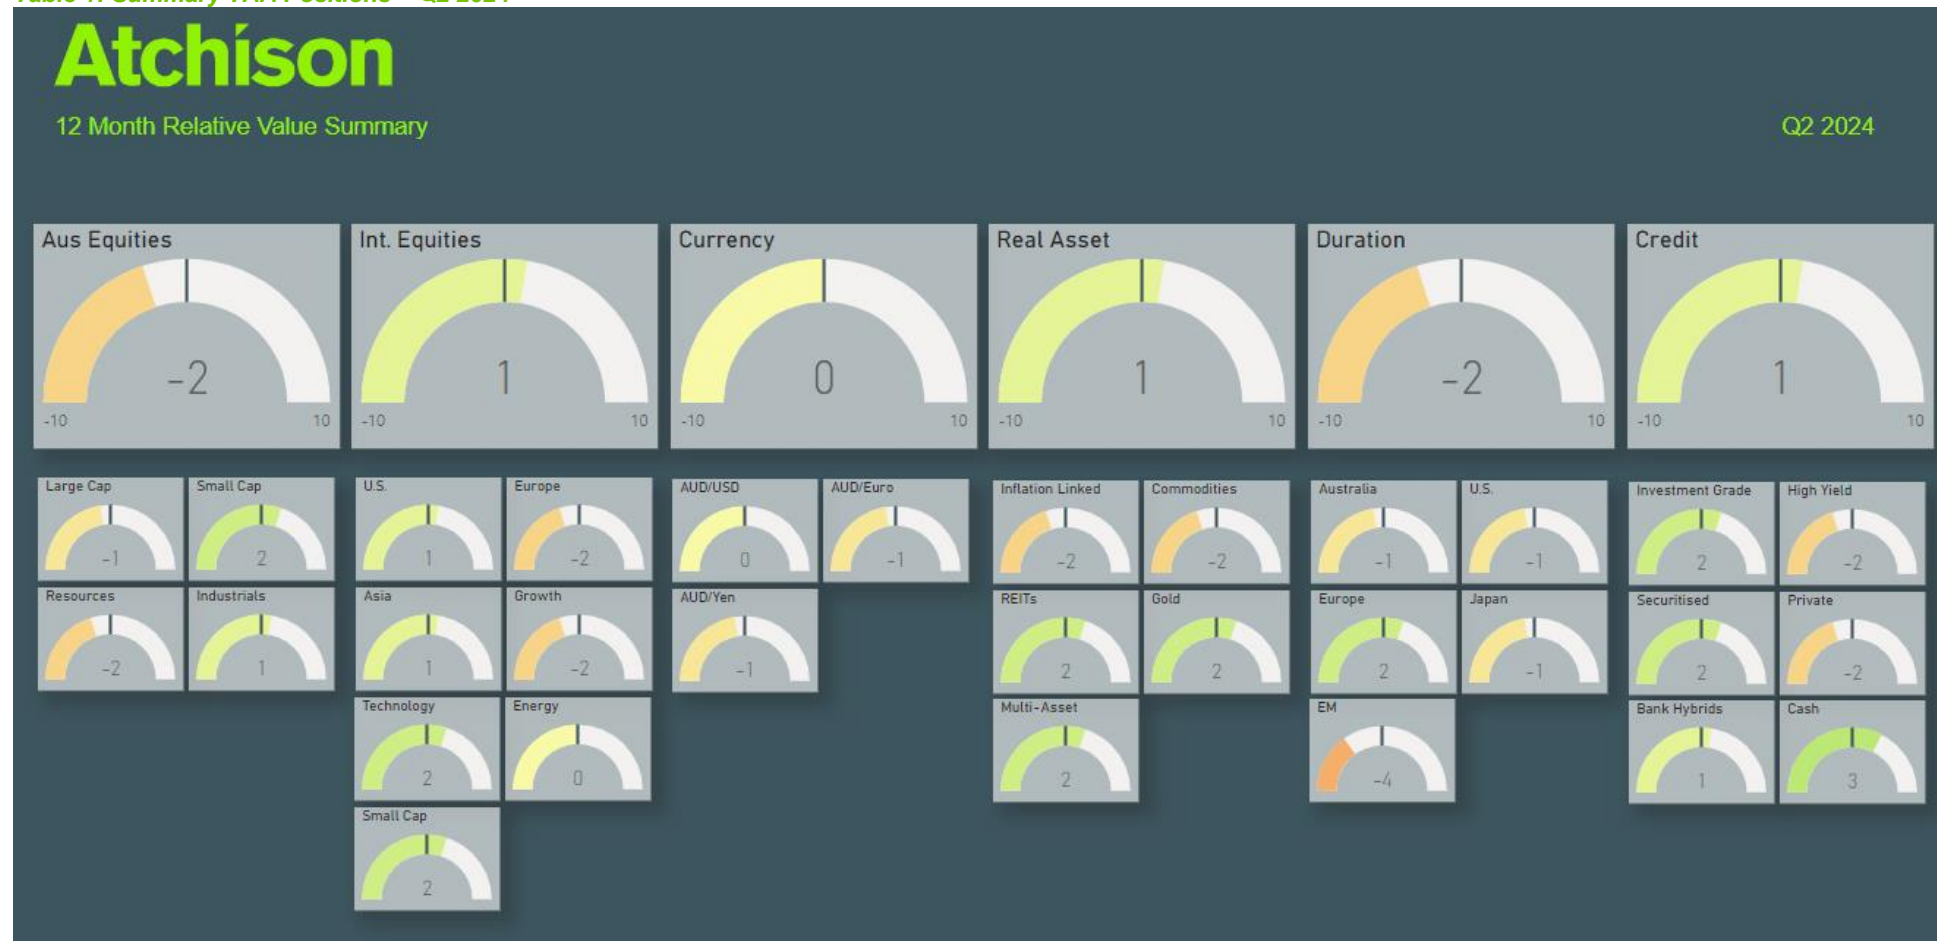 Atchison
12 Month Relative Value Summary
Q2 2024
Aus Equities
-2
-10 10
Int. Equities
1
-10 10
Currency
0
-10 10
Real Asset
1
-10 10
Duration
-2
-10 10
Credit
1
-10 10
Large Cap
-1
Small Cap
2
Resources
-2
Industrials
1
U.S.
1
Europe
-2
Asia
1
Growth
-2
Technology
2
Energy
0
Small Cap
2
AUD/USD
0
AUD/Euro
-1
AUD/Yen
-1
Inflation Linked
-2
Commodities
-2
REITs
2
Gold
2
Multi-Asset
2
Australia
-1
U.S.
-1
Europe
2
Japan
-1
EM
-4
Investment Grade
2
High Yield
-2
Securitised
2
Private
-2
Bank Hybrids
1
Cash
3